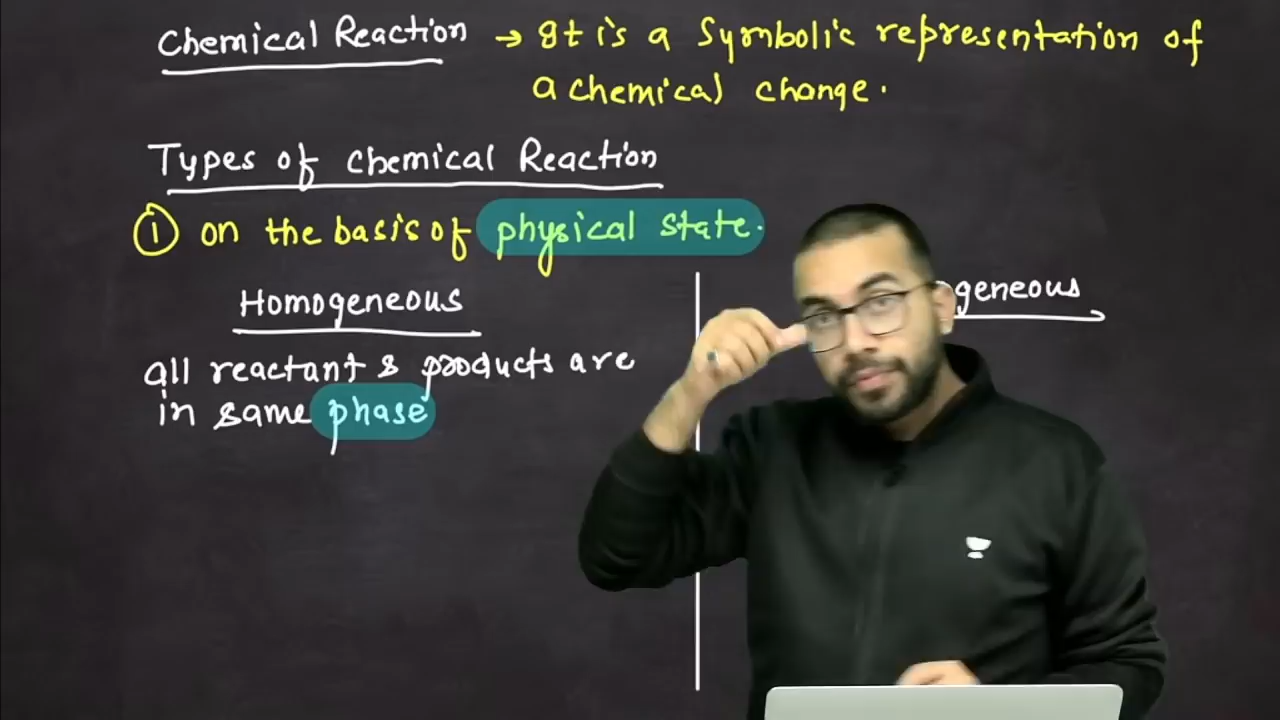 Chemical Reaction → It is a Symbolic representation of
a chemical change.
Types of Chemical Reaction
① on the basis of physical state.
Homogeneous
geneous
all reactant & products are
in same phase